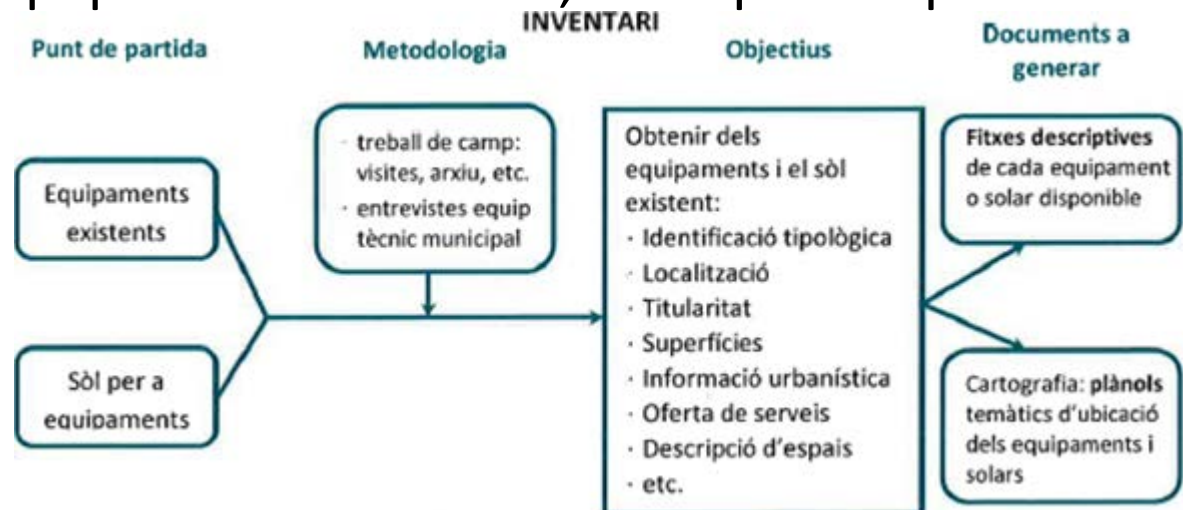 INVENTARI
Punt de partida
Metodologia
Objectius
Documents a
generar
Equipaments
existents
Sòl per a
equipaments
· treball de camp:
visites, arxiu, etc.
· entrevistes equip
tècnic municipal
Obtenir dels
equipaments i el sòl
existent:
· Identificació tipològica
· Localització
· Titularitat
· Superfícies
· Informació urbanística
· Oferta de serveis
· Descripció d'espais
· etc.
Fitxes descriptives
de cada equipament
o solar disponible
Cartografia: plànols
temàtics d'ubicació
dels equipaments i
solars